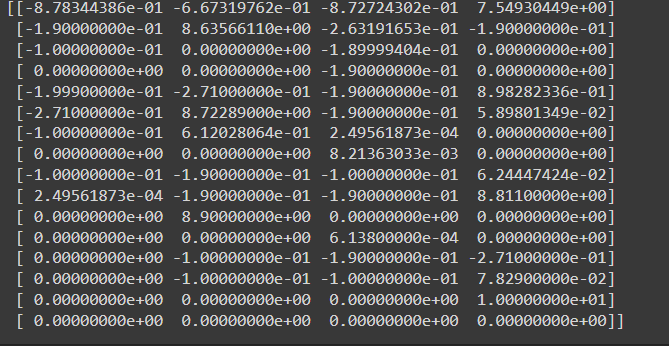 [[-8.78344386e-01 -6.67319762e-01 -8.72724302e-01 7.54930449e+00]
[-1.90000000e-01 8.63566110e+00 -2.63191653e-01 -1.90000000e-01]
[-1.00000000e-01 0.00000000e+00 -1.89999404e-01 0.00000000e+00]
[ 0.00000000e+00 0.00000000e+00 -1.90000000e-01 0.00000000e+00]
[-1.99900000e-01 -2.71000000e-01 -1.90000000e-01 8.98282336e-01]
[-2.71000000e-01 8.72289000e+00 -1.90000000e-01 5.89801349e-02]
[-1.00000000e-01 6.12028064e-01 2.49561873e-04 0.00000000e+00]
[ 0.00000000e+00 0.00000000e+00 8.21363033e-03 0.00000000e+00]
[-1.00000000e-01 -1.90000000e-01 -1.00000000e-01 6.24447424e-02]
[ 2.49561873e-04 -1.90000000e-01 -1.90000000e-01 8.81100000e+00]
[ 0.00000000e+00 8.90000000e+00 0.00000000e+00 0.00000000e+00]
[ 0.00000000e+00 0.00000000e+00 6.13800000e-04 0.00000000e+00]
[ 0.00000000e+00 -1.00000000e-01 -1.90000000e-01 -2.71000000e-01]
[ 0.00000000e+00 -1.00000000e-01 -1.00000000e-01 7.82900000e-02]
[ 0.00000000e+00 0.00000000e+00 0.00000000e+00 1.00000000e+01]
[ 0.00000000e+00 0.00000000e+00 0.00000000e+00 0.00000000e+00]]